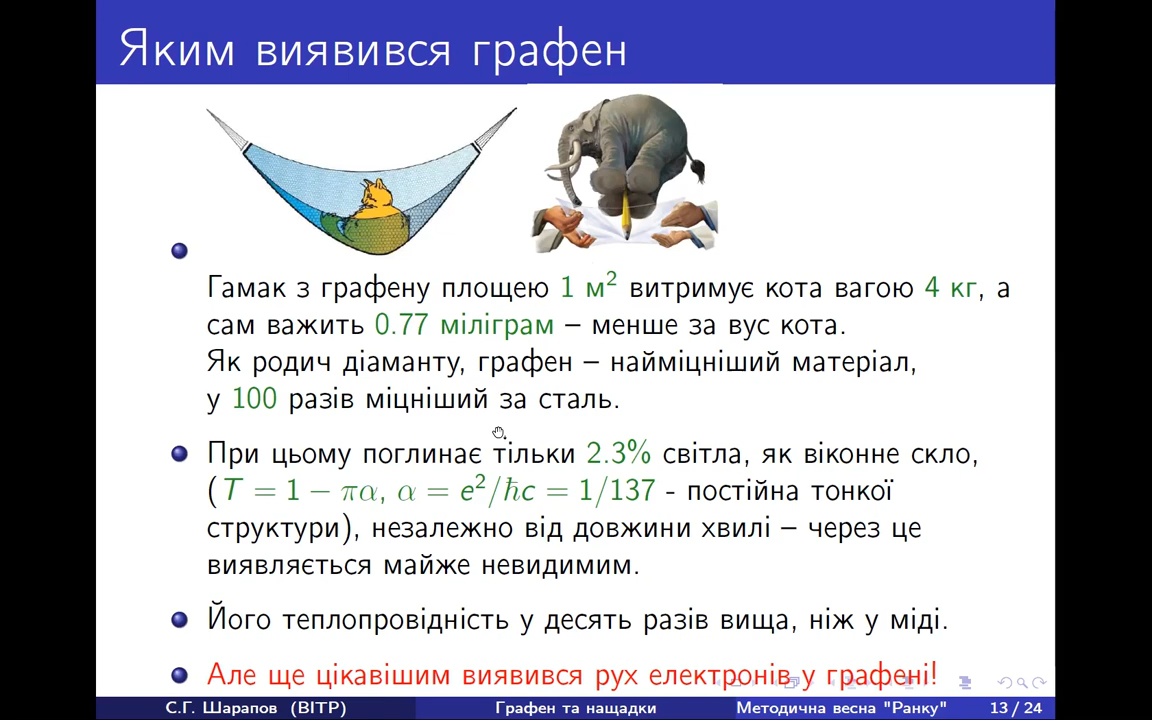 Яким виявився графен
Гамак з графену площею 1 м² витримує кота вагою 4 кг, а
сам важить 0.77 міліграм – менше за вус кота.
Як родич діаманту, графен – найміцніший матеріал,
у 100 разів міцніший за сталь.
При цьому поглинає тільки 2.3% світла, як віконне скло,
( T = 1 − πα, α = e²/ℏc = 1/137 - постійна тонкої
структури), незалежно від довжини хвилі – через це
виявляється майже невидимим.
Його теплопровідність у десять разів вища, ніж у міді.
Але ще цікавішим виявився рух електронів у графені!
С.Г. Шарапов (ВІТР) Графен та нащадки Методична весна "Ранку" 13 / 24